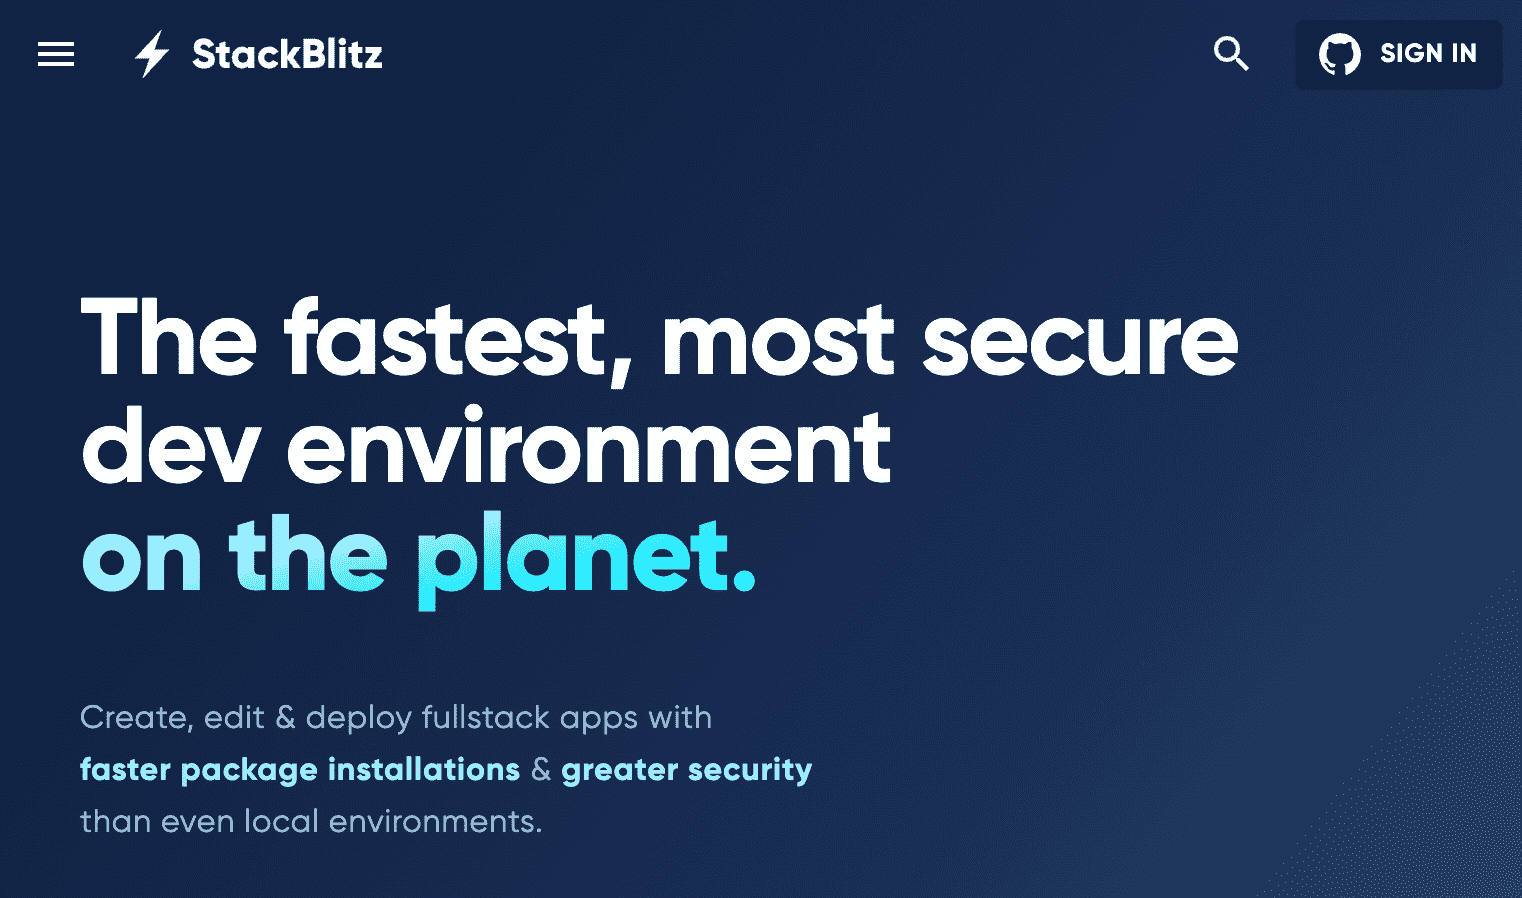 StackBlitz
SIGN IN
The fastest, most secure
dev environment
on the planet.
Create, edit & deploy fullstack apps with
faster package installations & greater security
than even local environments.